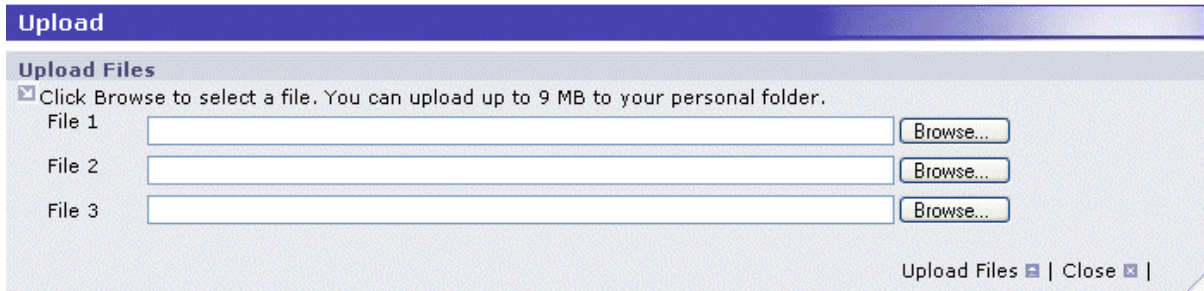 Upload
Upload Files
Click Browse to select a file. You can upload up to 9 MB to your personal folder.
File 1 Browse...
File 2 Browse...
File 3 Browse...
Upload Files | Close |